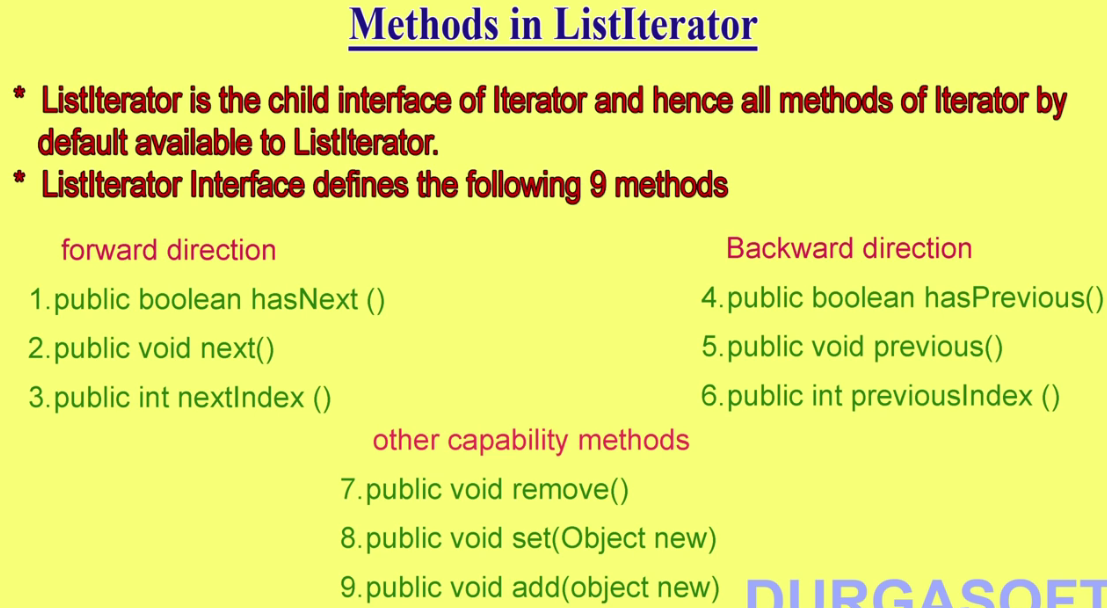 Methods in ListIterator
* ListIterator is the child interface of Iterator and hence all methods of Iterator by
default available to ListIterator.
* ListIterator Interface defines the following 9 methods
forward direction
1.public boolean hasNext ()
2.public void next()
3.public int nextIndex ()
Backward direction
4.public boolean hasPrevious()
5.public void previous()
6.public int previousIndex ()
other capability methods
7.public void remove()
8.public void set(Object new)
9.public void add(object new)
DURGASOFT